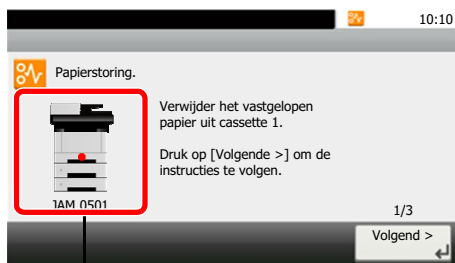 10:10
Papierstoring.
Verwijder het vastgelopen
papier uit cassette 1.
Druk op [Volgende >] om de
instructies te volgen.
JAM 0501
1/3
Volgend >